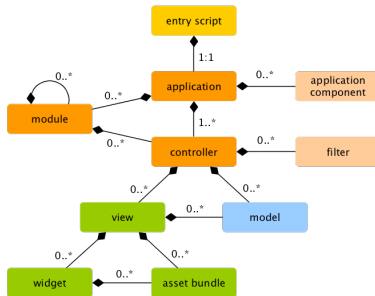 entry script
1:1
application
0..*
application
component
0..*
0..*
module
0..*
1..*
controller
0..*
filter
0..*
0..*
view
0..*
model
0..*
0..*
widget
0..*
asset bundle